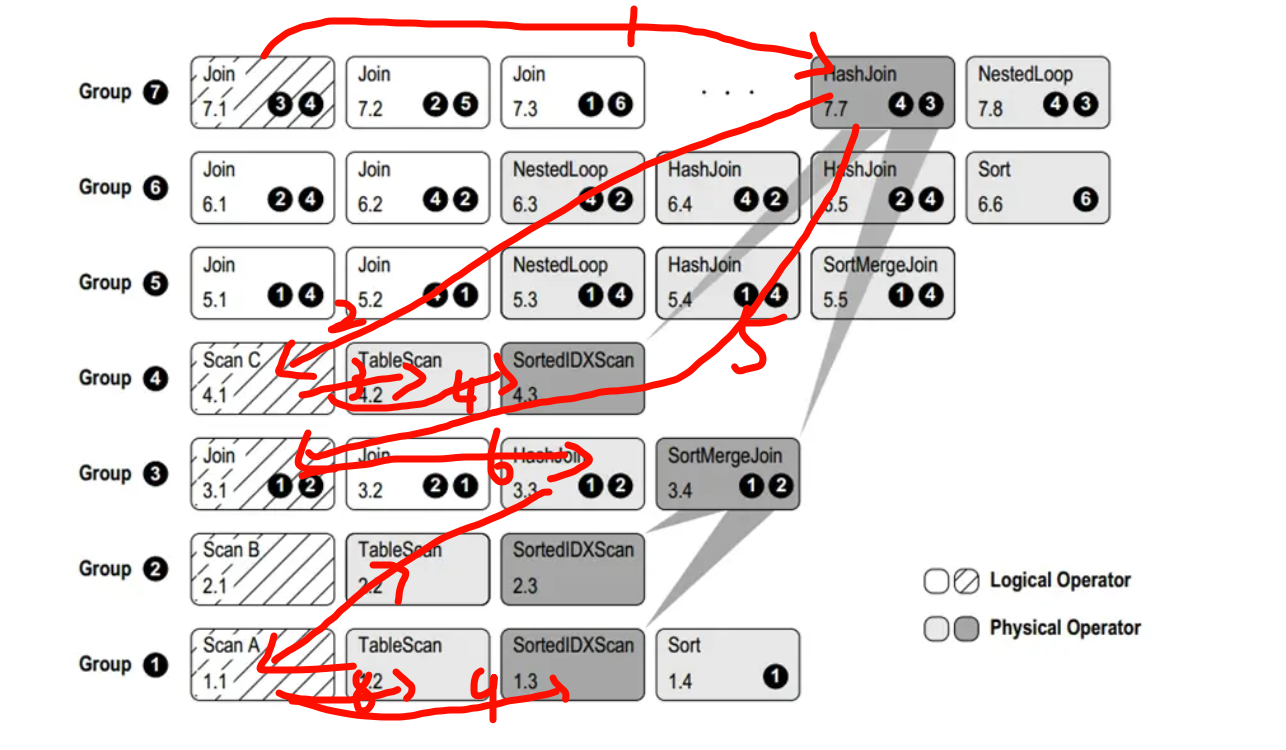 1
Group 7 Join 7.1 3 4 Join 7.2 2 5 Join 7.3 1 6 . . . HashJoin 7.7 4 3 NestedLoop 7.8 4 3
Group 6 Join 6.1 2 4 Join 6.2 4 2 NestedLoop 6.3 4 2 HashJoin 6.4 4 2 HashJoin 6.5 2 4 Sort 6.6 6
Group 5 Join 5.1 1 4 Join 5.2 4 1 NestedLoop 5.3 1 4 HashJoin 5.4 1 4 SortMergeJoin 5.5 1 4
2
5
Group 4 Scan C 4.1 TableScan 4.2 SortedIDXScan 4.3
3 4
Group 3 Join 3.1 1 2 Join 3.2 2 1 HashJoin 3.3 1 2 SortMergeJoin 3.4 1 2
6
Group 2 Scan B 2.1 TableScan 2.2 SortedIDXScan 2.3
7
Group 1 Scan A 1.1 TableScan 1.2 SortedIDXScan 1.3 Sort 1.4 1
8 9
Logical Operator
Physical Operator